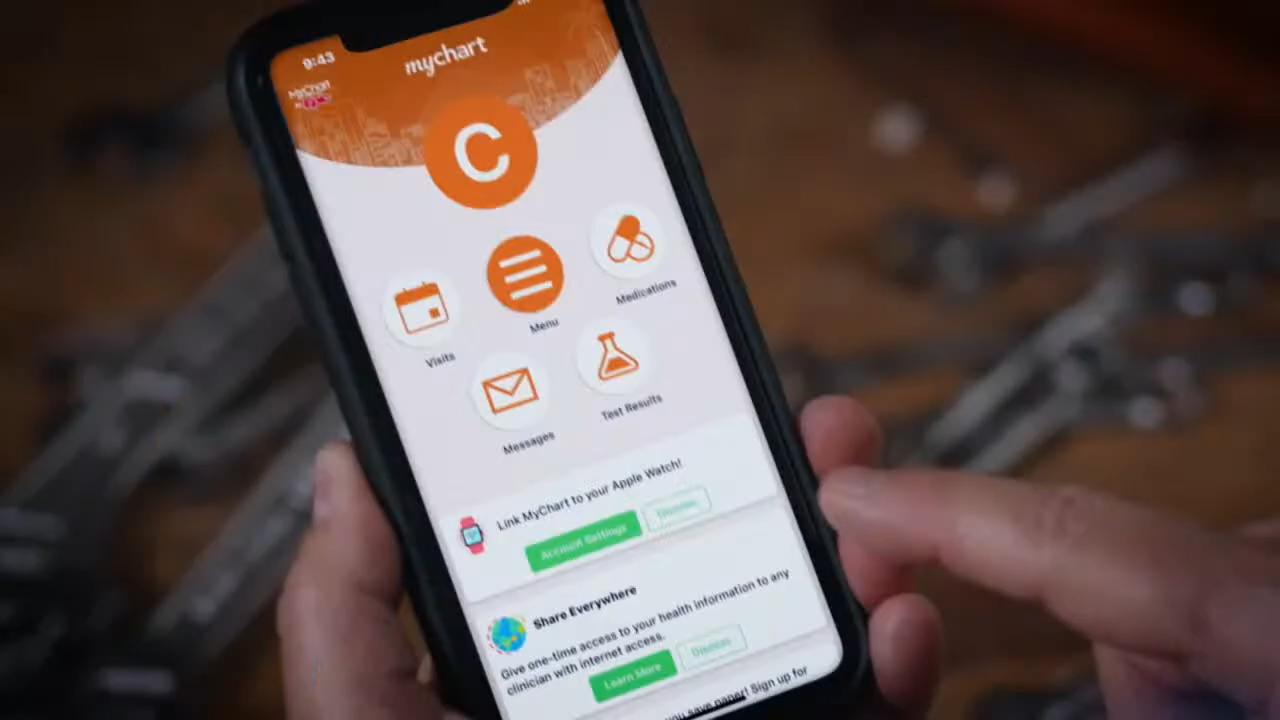 9:43
mychart
MyChart
C
Medications
Menu
Visits
Test Results
Messages
Link MyChart to your Apple Watch!
Account Settings
Dismiss
Share Everywhere
Give one-time access to your health information to any
clinician with internet access.
Learn More
Dismiss
you save paper! Sign up for